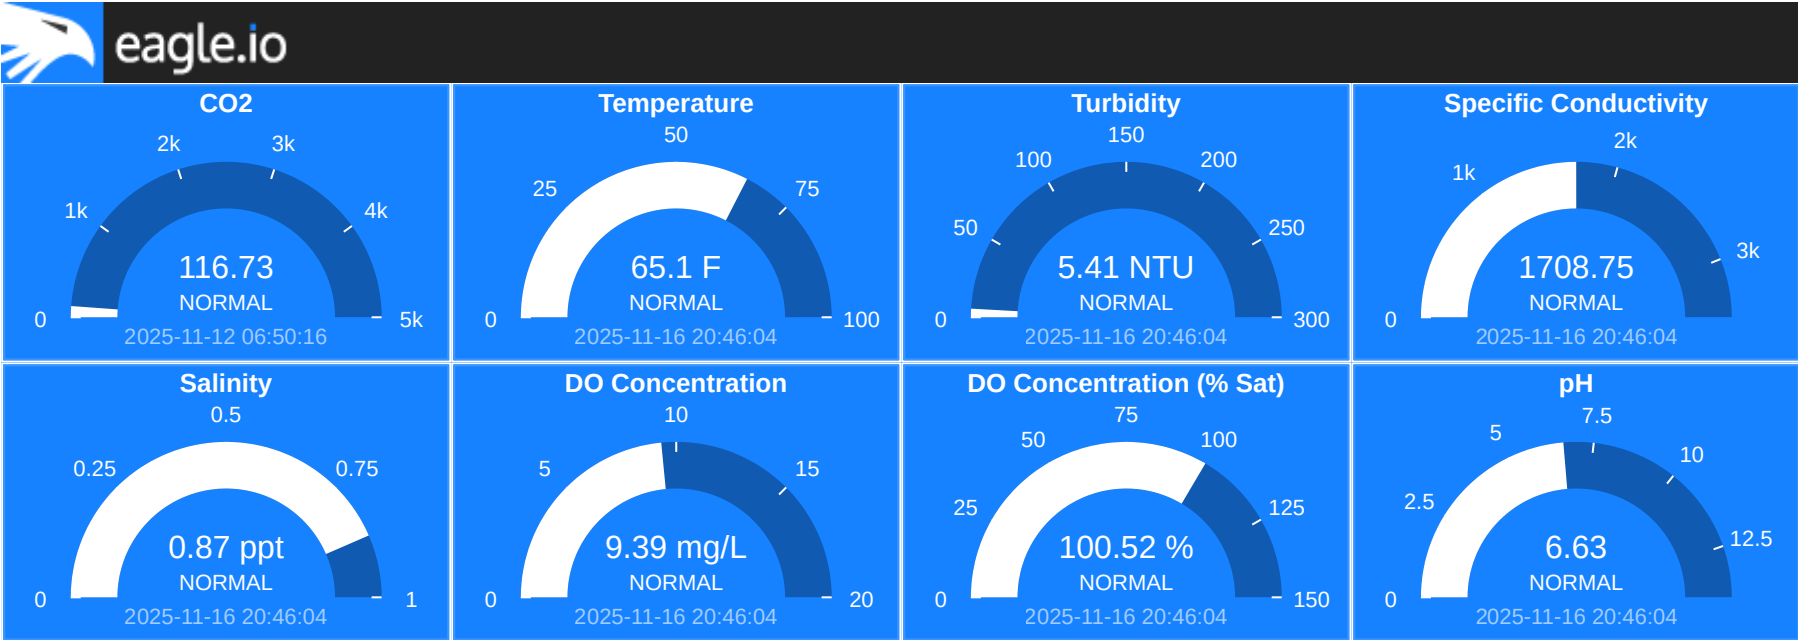 eagle.io
CO2
2k 3k
1k 4k
116.73
NORMAL
0 5k
2025-11-12 06:50:16
Temperature
50
25 75
65.1 F
NORMAL
0 100
2025-11-16 20:46:04
Turbidity
150
100 200
50 250
5.41 NTU
NORMAL
0 300
2025-11-16 20:46:04
Specific Conductivity
2k
1k
3k
1708.75
NORMAL
0
2025-11-16 20:46:04
Salinity
0.5
0.25 0.75
0.87 ppt
NORMAL
0 1
2025-11-16 20:46:04
DO Concentration
10
5 15
9.39 mg/L
NORMAL
0 20
2025-11-16 20:46:04
DO Concentration (% Sat)
75
50 100
25 125
100.52 %
NORMAL
0 150
2025-11-16 20:46:04
pH
7.5
5 10
2.5
12.5
6.63
NORMAL
0
2025-11-16 20:46:04